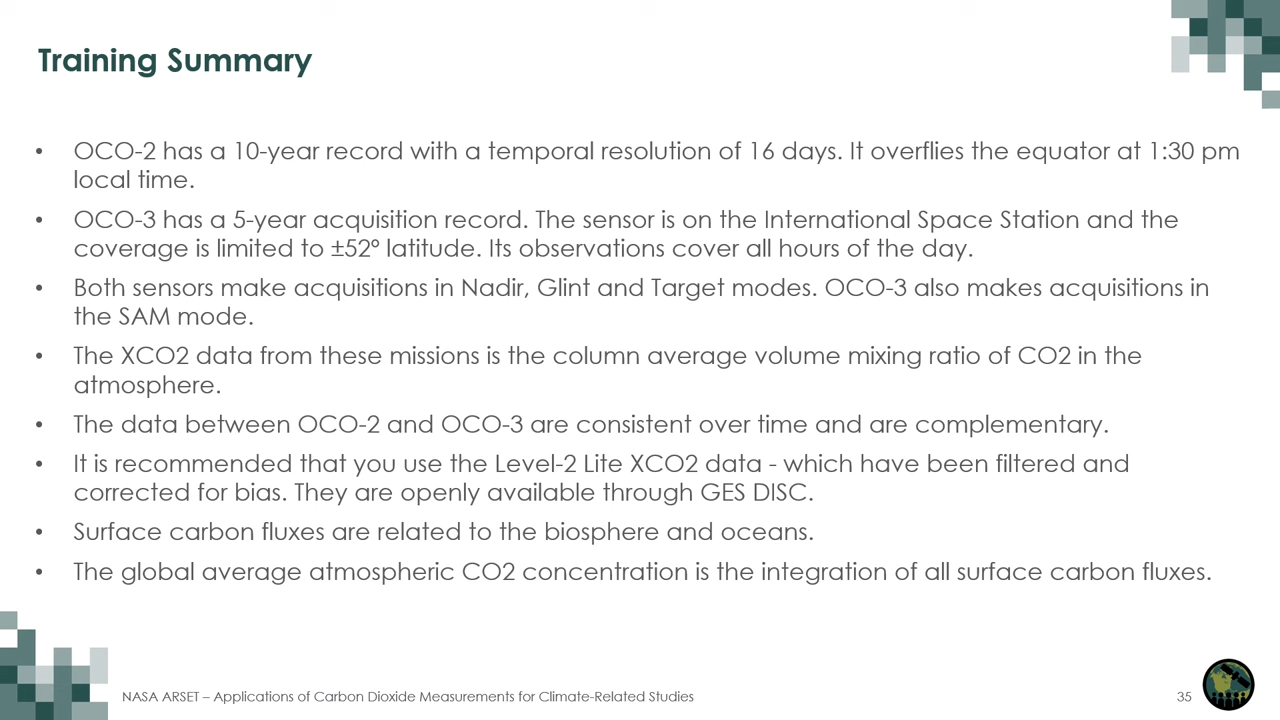 Training Summary
• OCO-2 has a 10-year record with a temporal resolution of 16 days. It overflies the equator at 1:30 pm
local time.
• OCO-3 has a 5-year acquisition record. The sensor is on the International Space Station and the
coverage is limited to ±52° latitude. Its observations cover all hours of the day.
• Both sensors make acquisitions in Nadir, Glint and Target modes. OCO-3 also makes acquisitions in
the SAM mode.
• The XCO2 data from these missions is the column average volume mixing ratio of CO2 in the
atmosphere.
• The data between OCO-2 and OCO-3 are consistent over time and are complementary.
• It is recommended that you use the Level-2 Lite XCO2 data - which have been filtered and
corrected for bias. They are openly available through GES DISC.
• Surface carbon fluxes are related to the biosphere and oceans.
• The global average atmospheric CO2 concentration is the integration of all surface carbon fluxes.
NASA ARSET – Applications of Carbon Dioxide Measurements for Climate-Related Studies
35